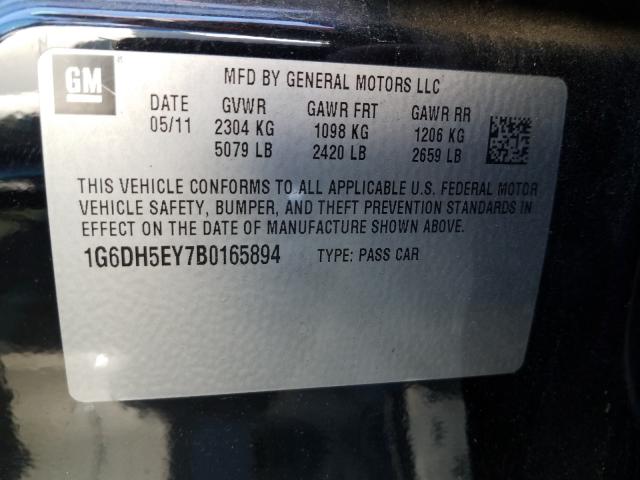 GM
MFD BY GENERAL MOTORS LLC
DATE GVWR GAWR FRT GAWR RR
05/11 2304 KG 1098 KG 1206 KG
5079 LB 2420 LB 2659 LB
THIS VEHICLE CONFORMS TO ALL APPLICABLE U.S. FEDERAL MOTOR
VEHICLE SAFETY, BUMPER, AND THEFT PREVENTION STANDARDS IN
EFFECT ON THE DATE OF MANUFACTURE SHOWN ABOVE.
1G6DH5EY7B0165894 TYPE: PASS CAR